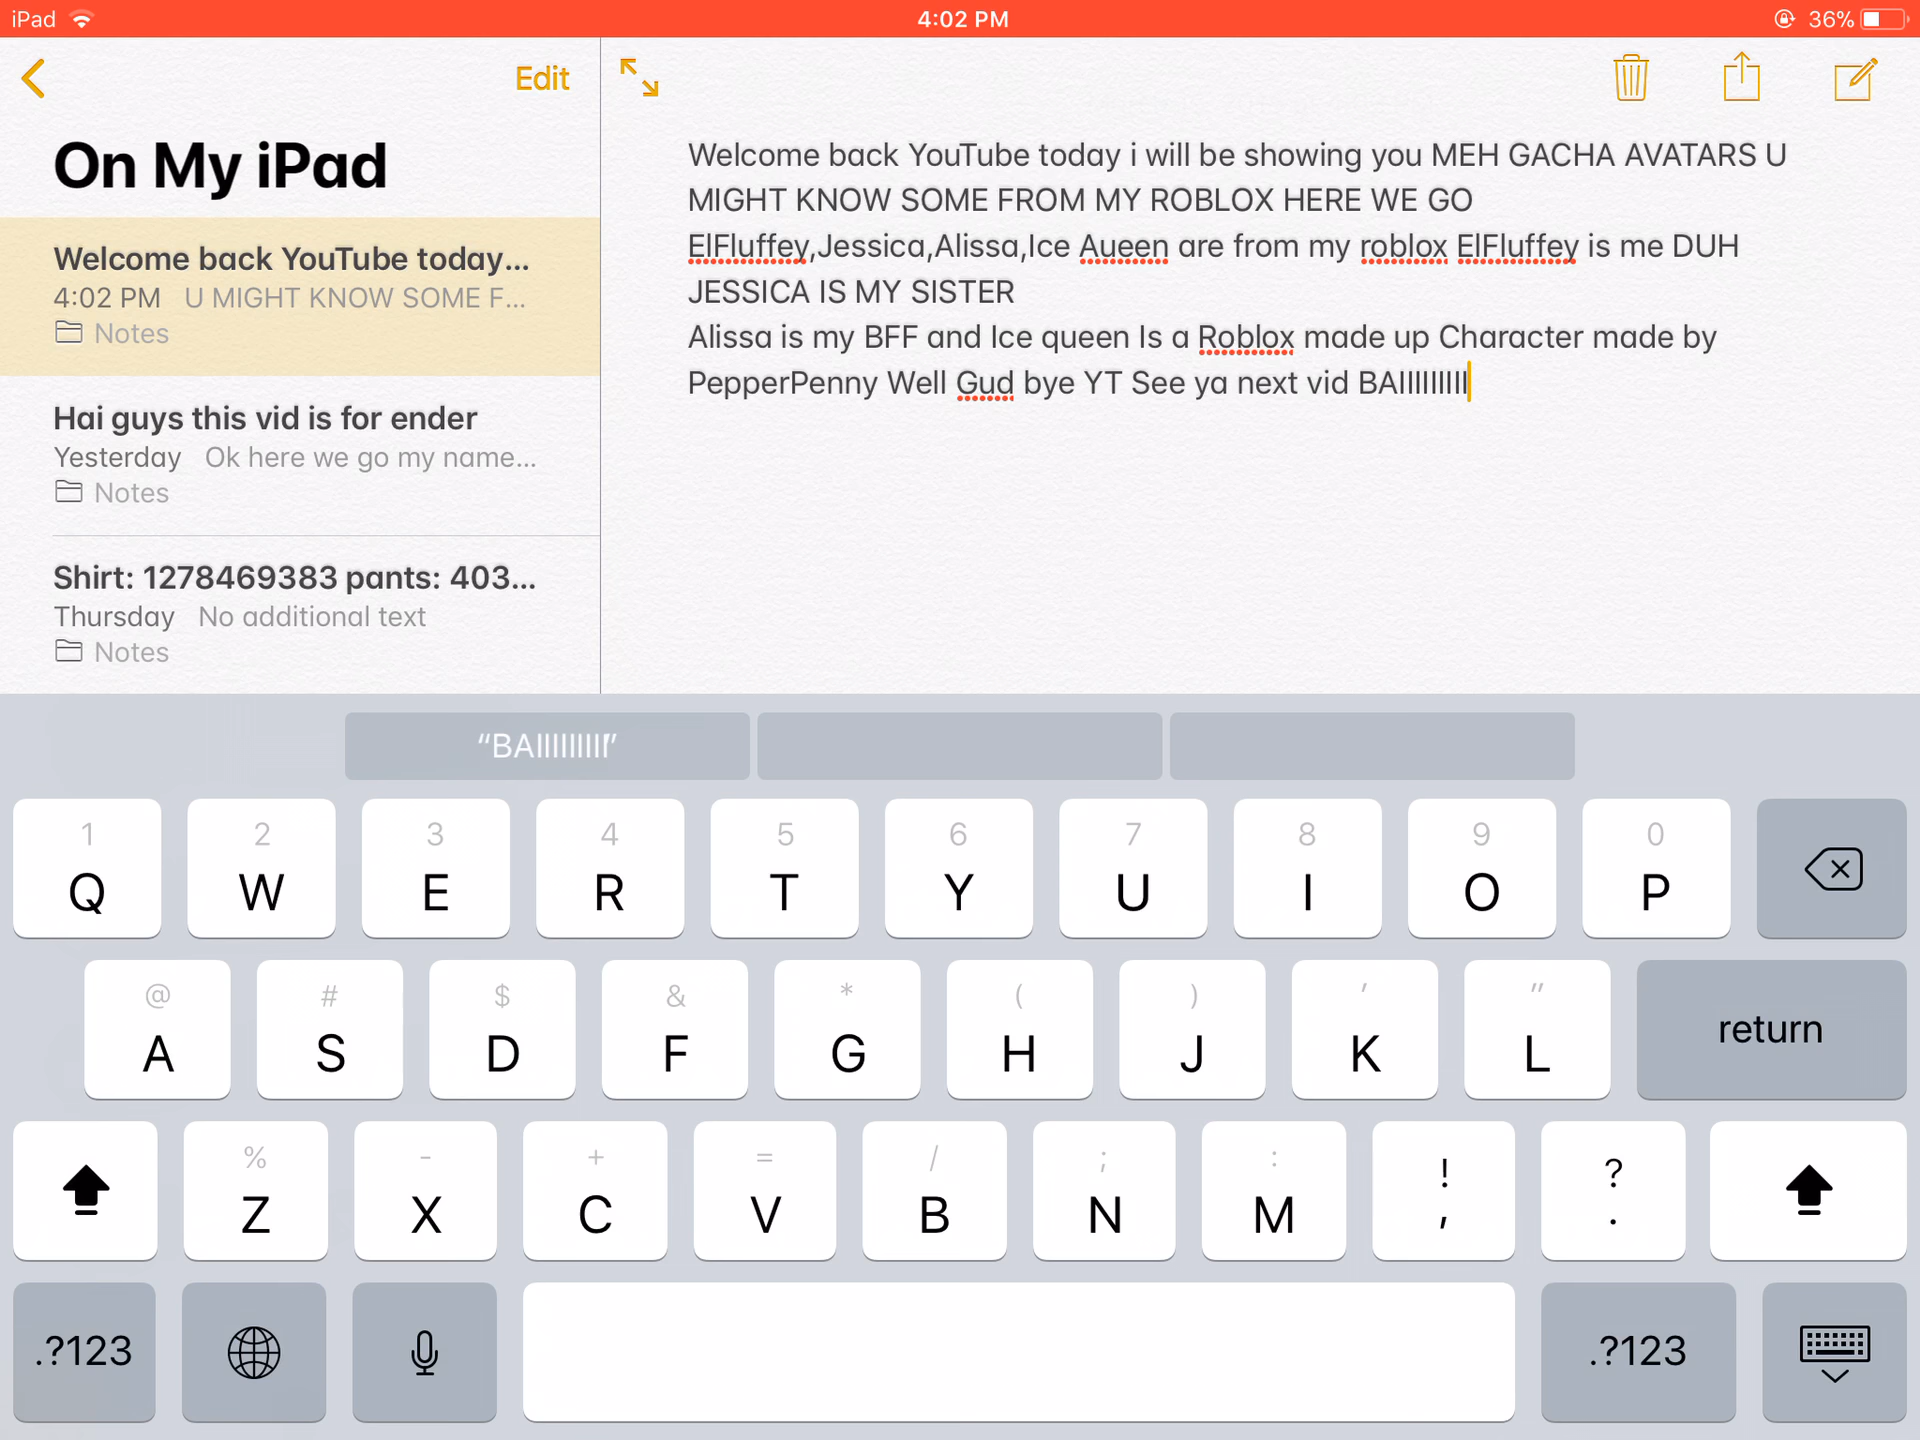 iPad 4:02 PM 36%
Edit
On My iPad
Welcome back YouTube today...
4:02 PM U MIGHT KNOW SOME F...
Notes
Hai guys this vid is for ender
Yesterday Ok here we go my name...
Notes
Shirt: 1278469383 pants: 403...
Thursday No additional text
Notes
Welcome back YouTube today i will be showing you MEH GACHA AVATARS U
MIGHT KNOW SOME FROM MY ROBLOX HERE WE GO
ElFluffey,Jessica,Alissa,Ice Aueen are from my roblox ElFluffey is me DUH
JESSICA IS MY SISTER
Alissa is my BFF and Ice queen Is a Roblox made up Character made by
PepperPenny Well Gud bye YT See ya next vid BAIIIIIIIII
“BAIIIIIIIII”
1 2 3 4 5 6 7 8 9 0
Q W E R T Y U I O P
@ # $ & * ( ) ' "
A S D F G H J K L return
% - + = / ; : ! ?
Z X C V B N M , .
.?123 .?123